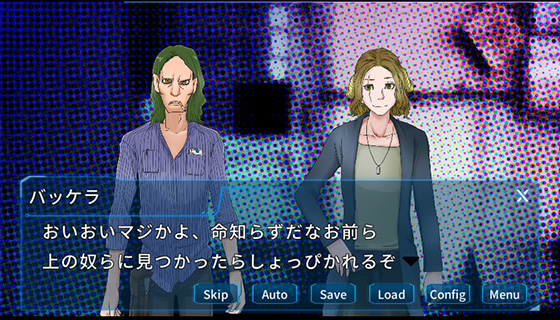 バッケラ
X
おいおいマジかよ、命知らずだなお前ら
上の奴らに見つかったらしょっぴかれるぞ
Skip Auto Save Load Config Menu